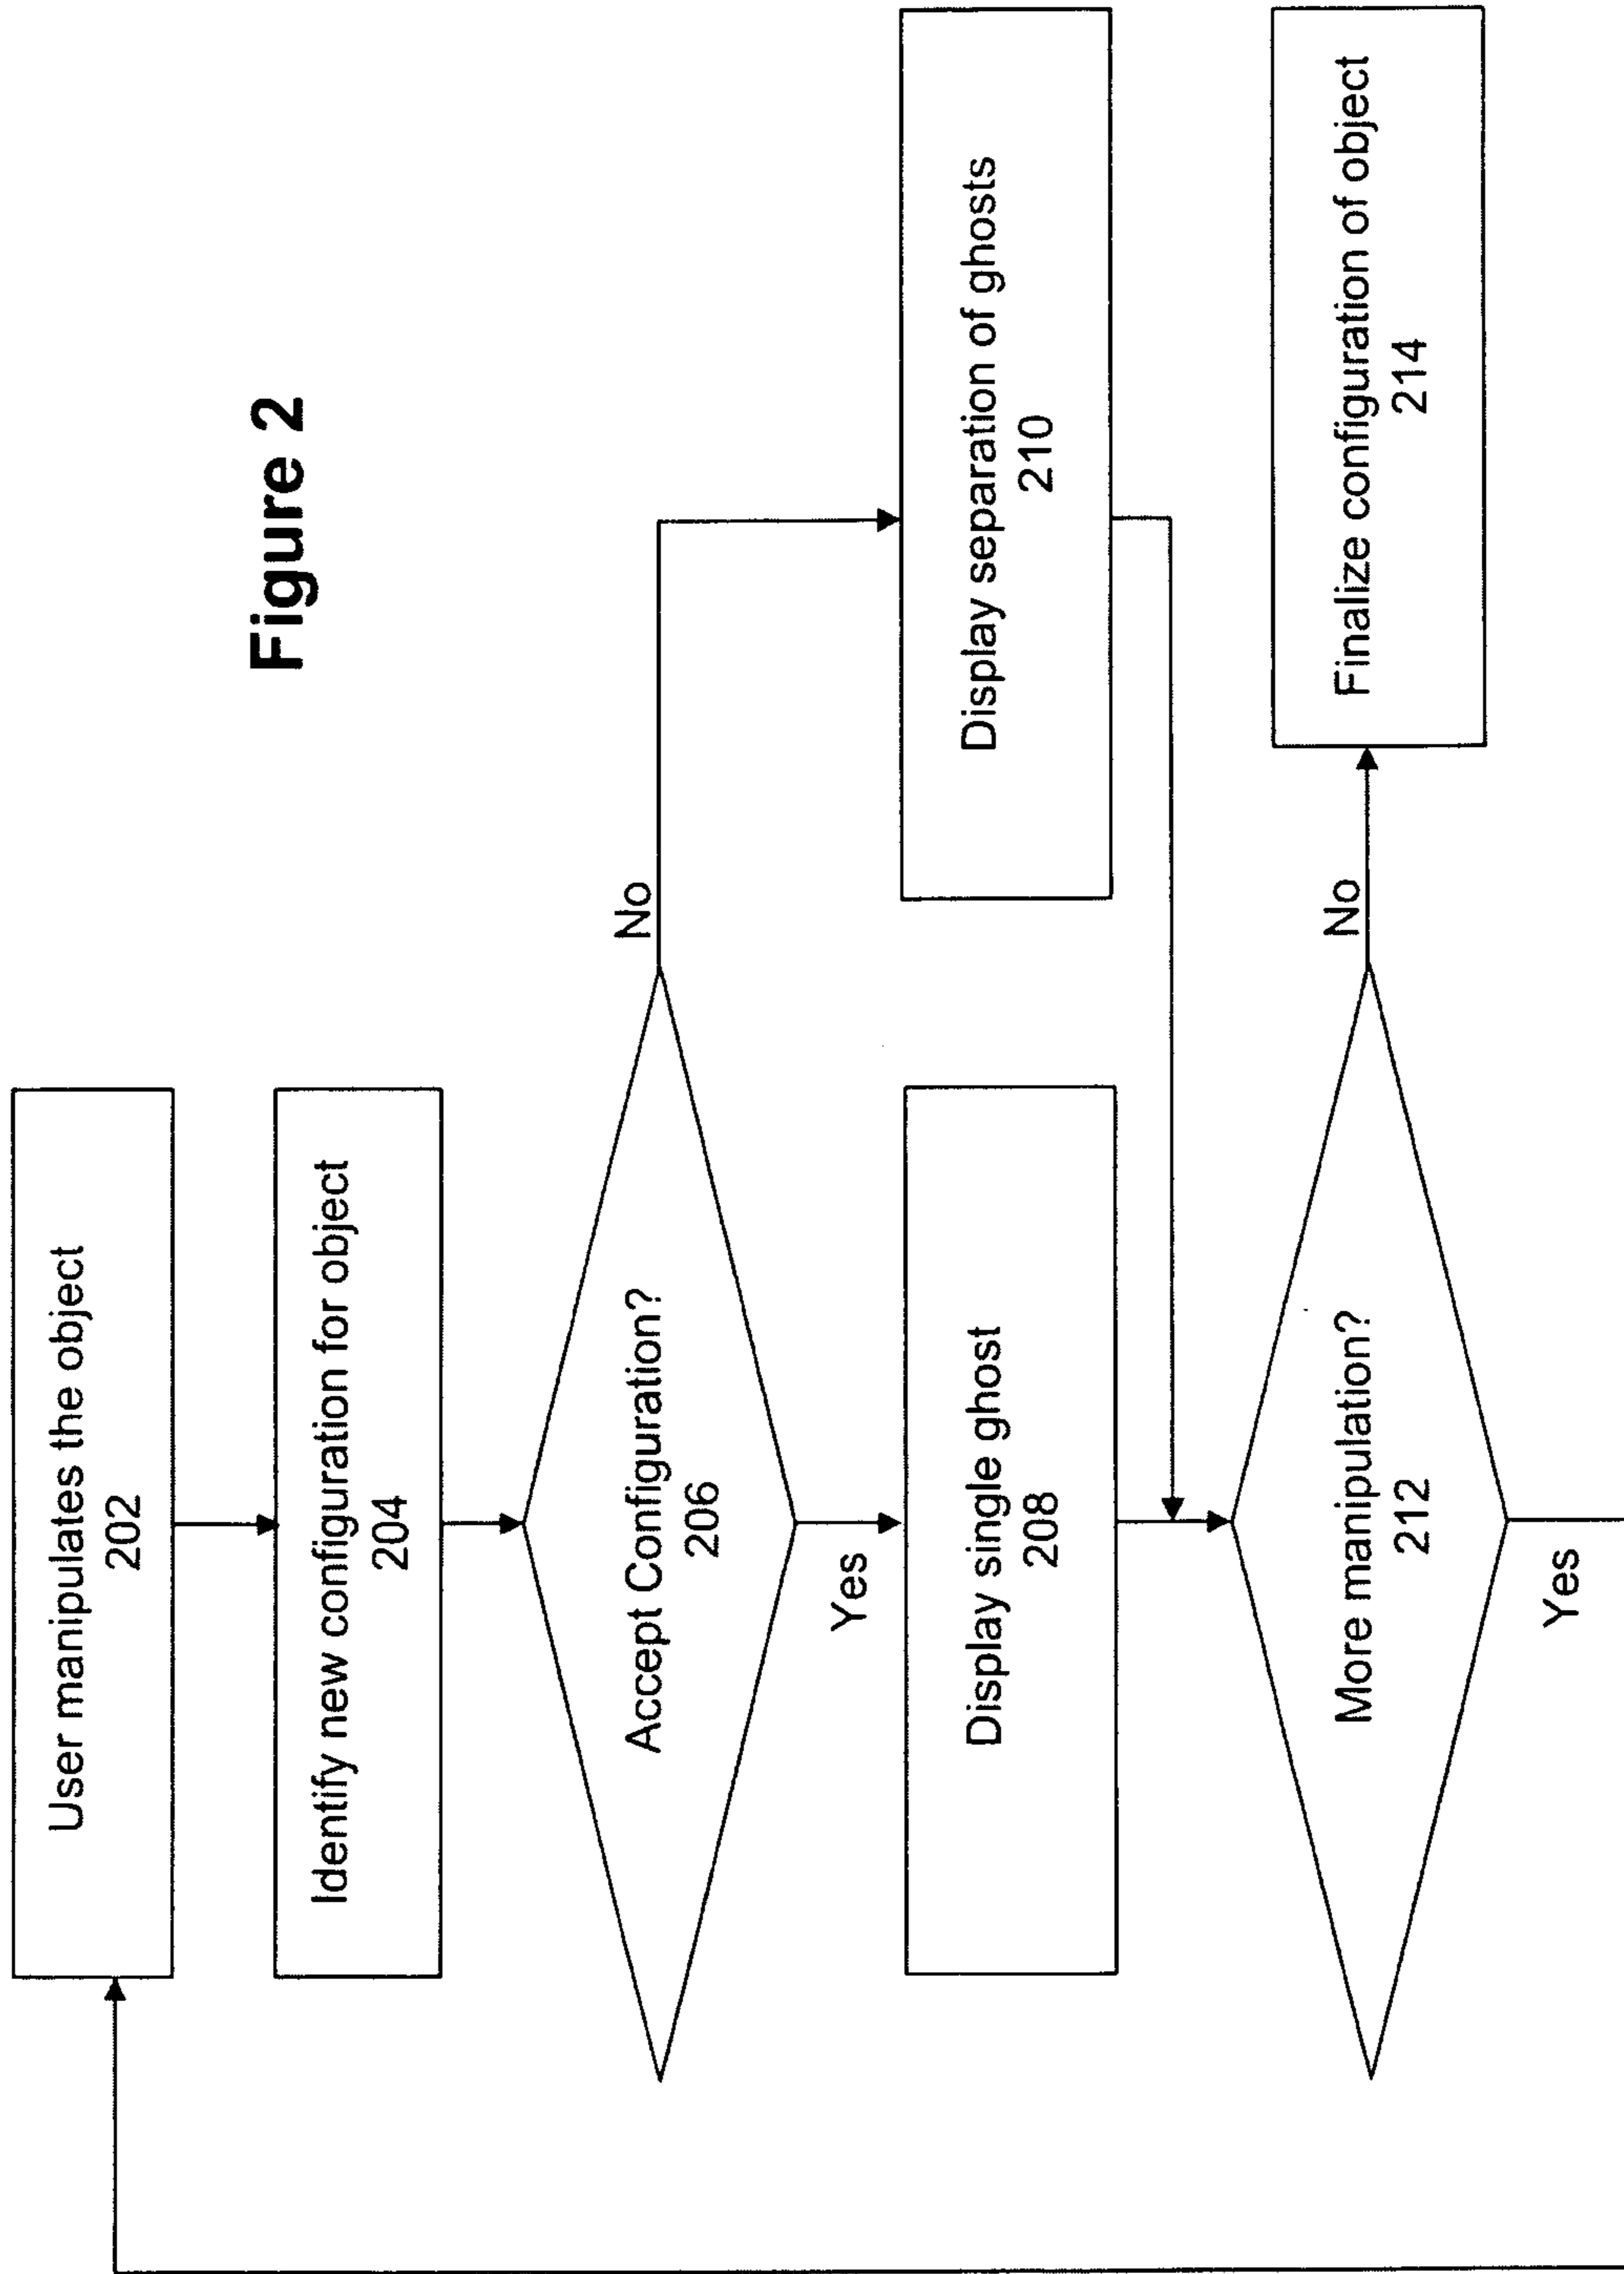 Figure 2
User manipulates the object
202
Identify new configuration for object
204
Accept Configuration?
206
No
Yes
Display single ghost
208
Display separation of ghosts
210
More manipulation?
212
No
Yes
Finalize configuration of object
214